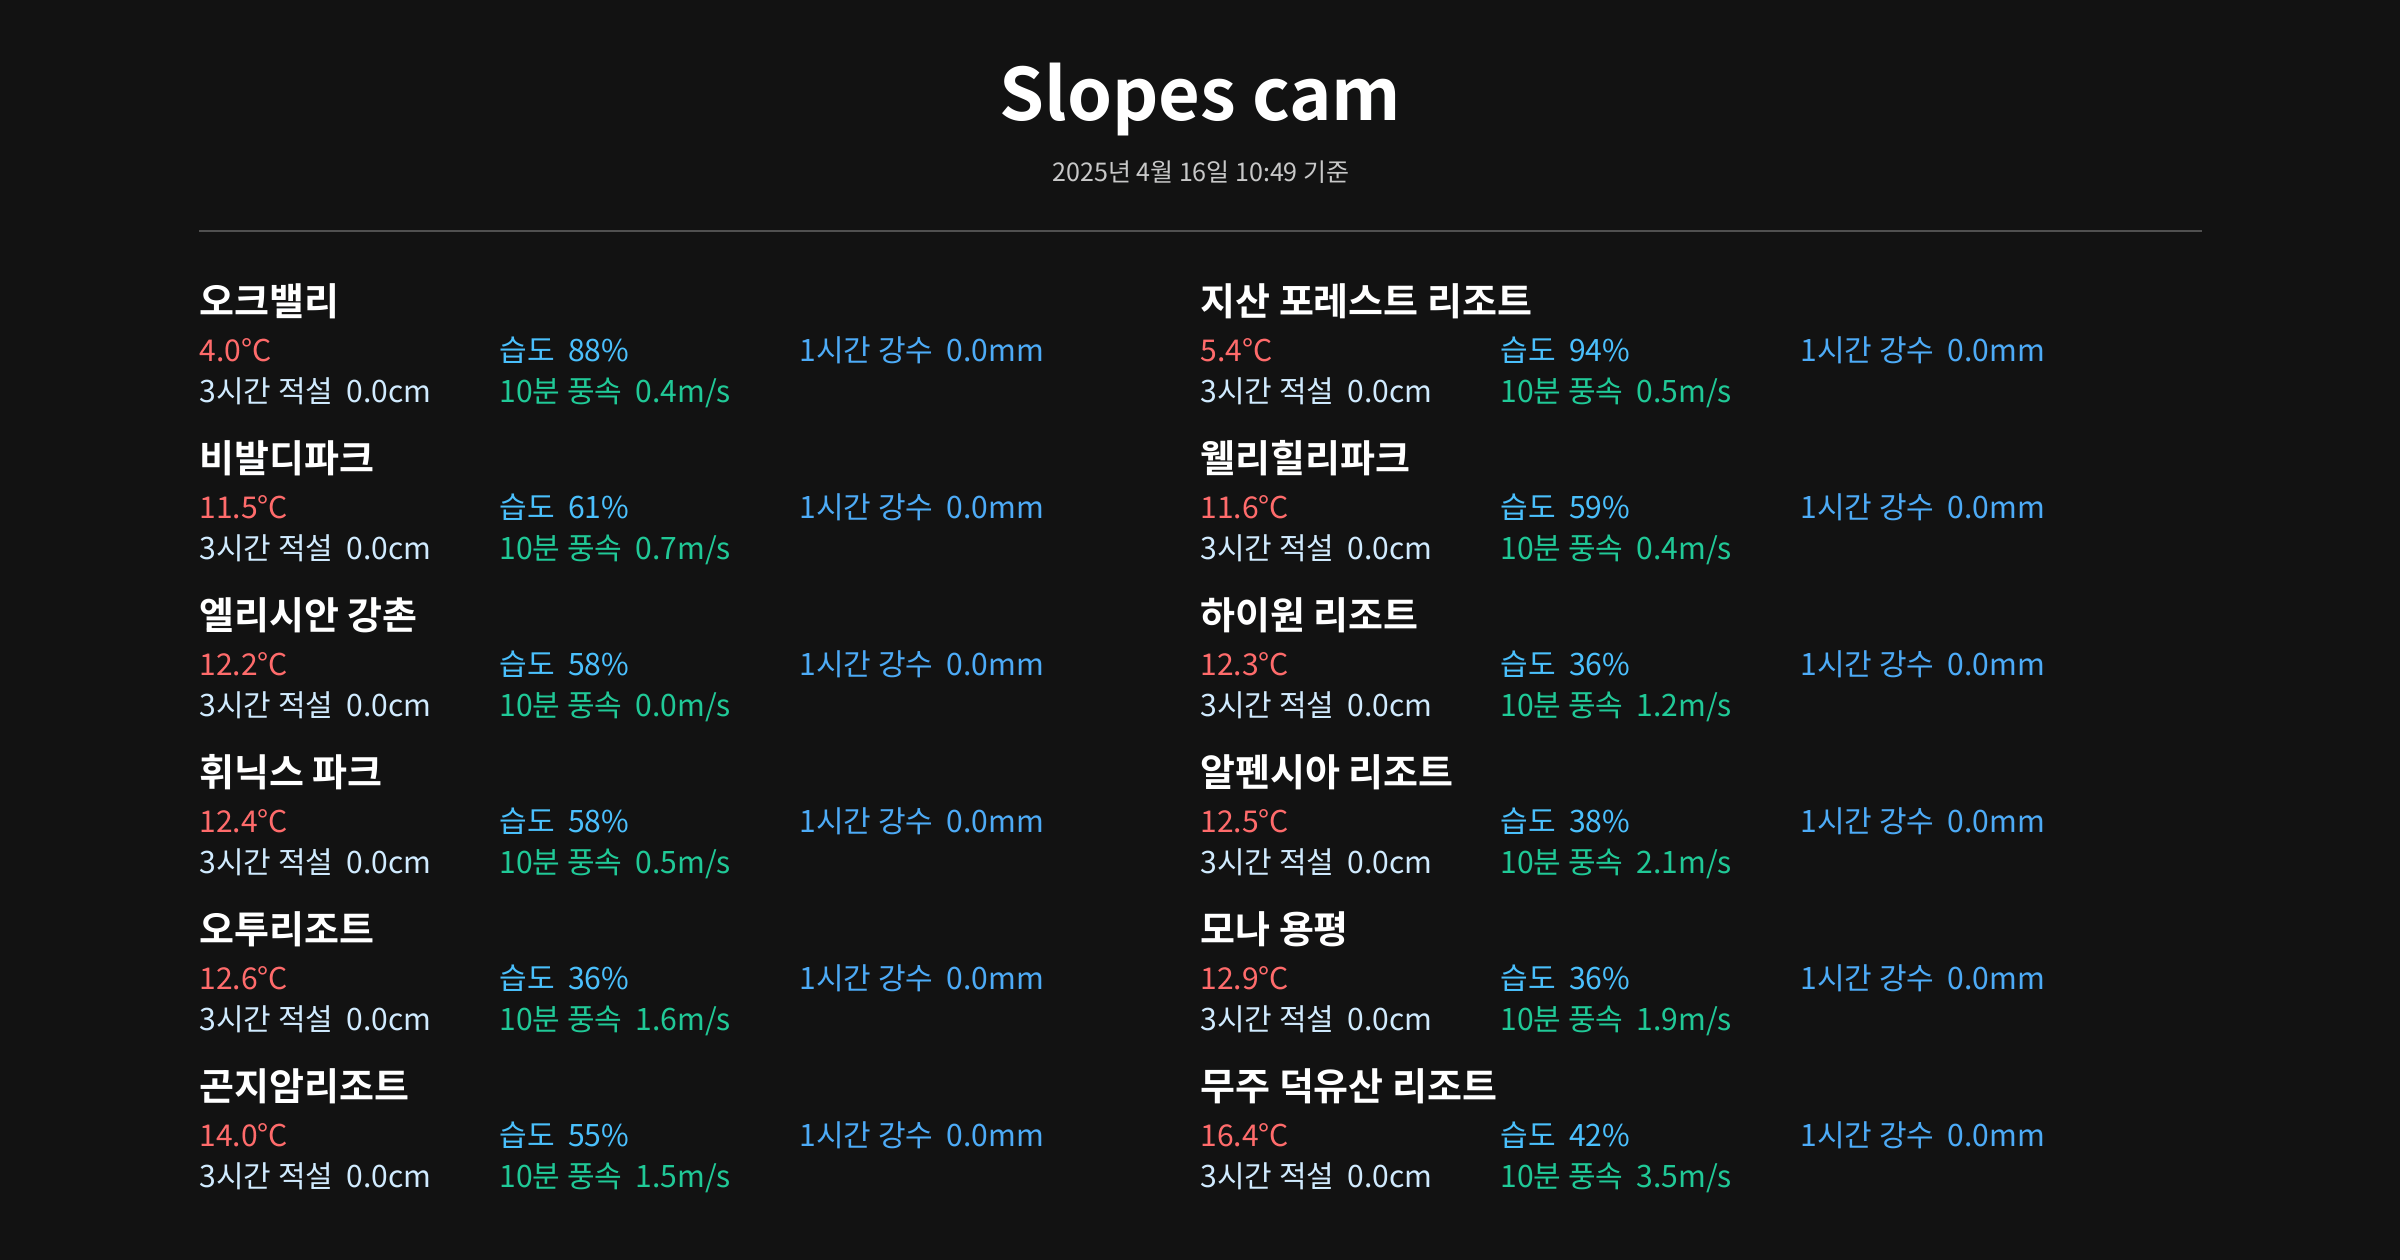 Slopes cam
2025년 4월 16일 10:49 기준
오크밸리
4.0°C 습도 88% 1시간 강수 0.0mm
3시간 적설 0.0cm 10분 풍속 0.4m/s
지산 포레스트 리조트
5.4°C 습도 94% 1시간 강수 0.0mm
3시간 적설 0.0cm 10분 풍속 0.5m/s
비발디파크
11.5°C 습도 61% 1시간 강수 0.0mm
3시간 적설 0.0cm 10분 풍속 0.7m/s
웰리힐리파크
11.6°C 습도 59% 1시간 강수 0.0mm
3시간 적설 0.0cm 10분 풍속 0.4m/s
엘리시안 강촌
12.2°C 습도 58% 1시간 강수 0.0mm
3시간 적설 0.0cm 10분 풍속 0.0m/s
하이원 리조트
12.3°C 습도 36% 1시간 강수 0.0mm
3시간 적설 0.0cm 10분 풍속 1.2m/s
휘닉스 파크
12.4°C 습도 58% 1시간 강수 0.0mm
3시간 적설 0.0cm 10분 풍속 0.5m/s
알펜시아 리조트
12.5°C 습도 38% 1시간 강수 0.0mm
3시간 적설 0.0cm 10분 풍속 2.1m/s
오투리조트
12.6°C 습도 36% 1시간 강수 0.0mm
3시간 적설 0.0cm 10분 풍속 1.6m/s
모나 용평
12.9°C 습도 36% 1시간 강수 0.0mm
3시간 적설 0.0cm 10분 풍속 1.9m/s
곤지암리조트
14.0°C 습도 55% 1시간 강수 0.0mm
3시간 적설 0.0cm 10분 풍속 1.5m/s
무주 덕유산 리조트
16.4°C 습도 42% 1시간 강수 0.0mm
3시간 적설 0.0cm 10분 풍속 3.5m/s